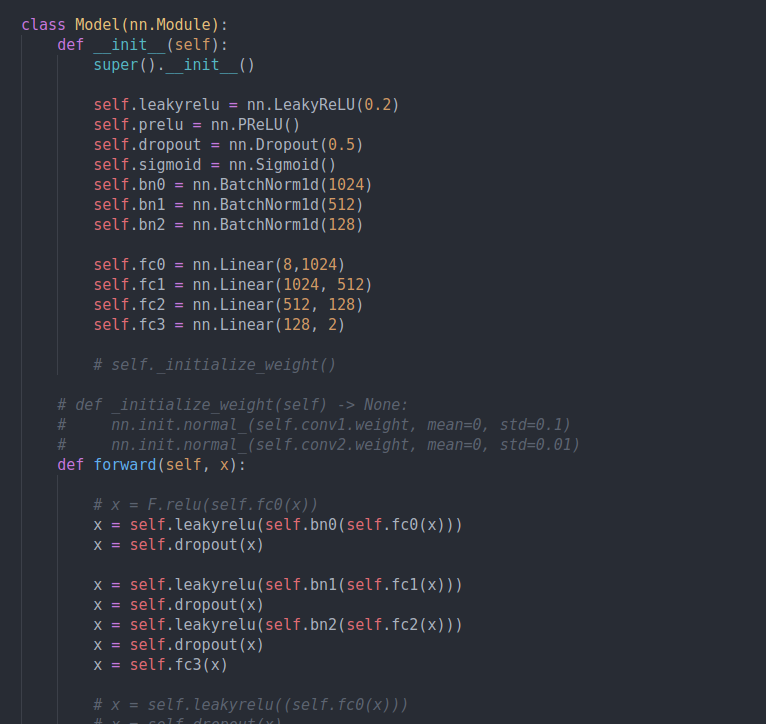 class Model(nn.Module):
    def __init__(self):
        super().__init__()

        self.leakyrelu = nn.LeakyReLU(0.2)
        self.prelu = nn.PReLU()
        self.dropout = nn.Dropout(0.5)
        self.sigmoid = nn.Sigmoid()
        self.bn0 = nn.BatchNorm1d(1024)
        self.bn1 = nn.BatchNorm1d(512)
        self.bn2 = nn.BatchNorm1d(128)

        self.fc0 = nn.Linear(8,1024)
        self.fc1 = nn.Linear(1024, 512)
        self.fc2 = nn.Linear(512, 128)
        self.fc3 = nn.Linear(128, 2)

        # self._initialize_weight()

    # def _initialize_weight(self) -> None:
    #     nn.init.normal_(self.conv1.weight, mean=0, std=0.1)
    #     nn.init.normal_(self.conv2.weight, mean=0, std=0.01)
    def forward(self, x):

        # x = F.relu(self.fc0(x))
        x = self.leakyrelu(self.bn0(self.fc0(x)))
        x = self.dropout(x)

        x = self.leakyrelu(self.bn1(self.fc1(x)))
        x = self.dropout(x)
        x = self.leakyrelu(self.bn2(self.fc2(x)))
        x = self.dropout(x)
        x = self.fc3(x)

        # x = self.leakyrelu((self.fc0(x)))
        # x = self.dropout(x)